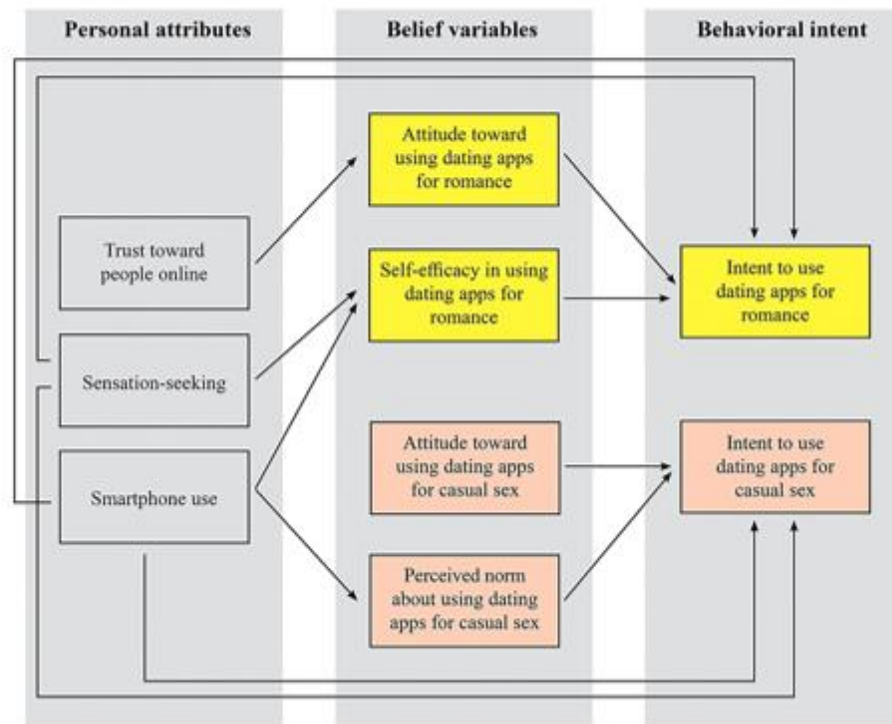 Personal attributes
Belief variables
Behavioral intent
Attitude toward
using dating apps
for romance
Trust toward
people online
Self-efficacy in using
dating apps for
romance
Intent to use
dating apps for
romance
Sensation-seeking
Attitude toward
using dating apps
for casual sex
Intent to use
dating apps for
casual sex
Smartphone use
Perceived norm
about using dating
apps for casual sex